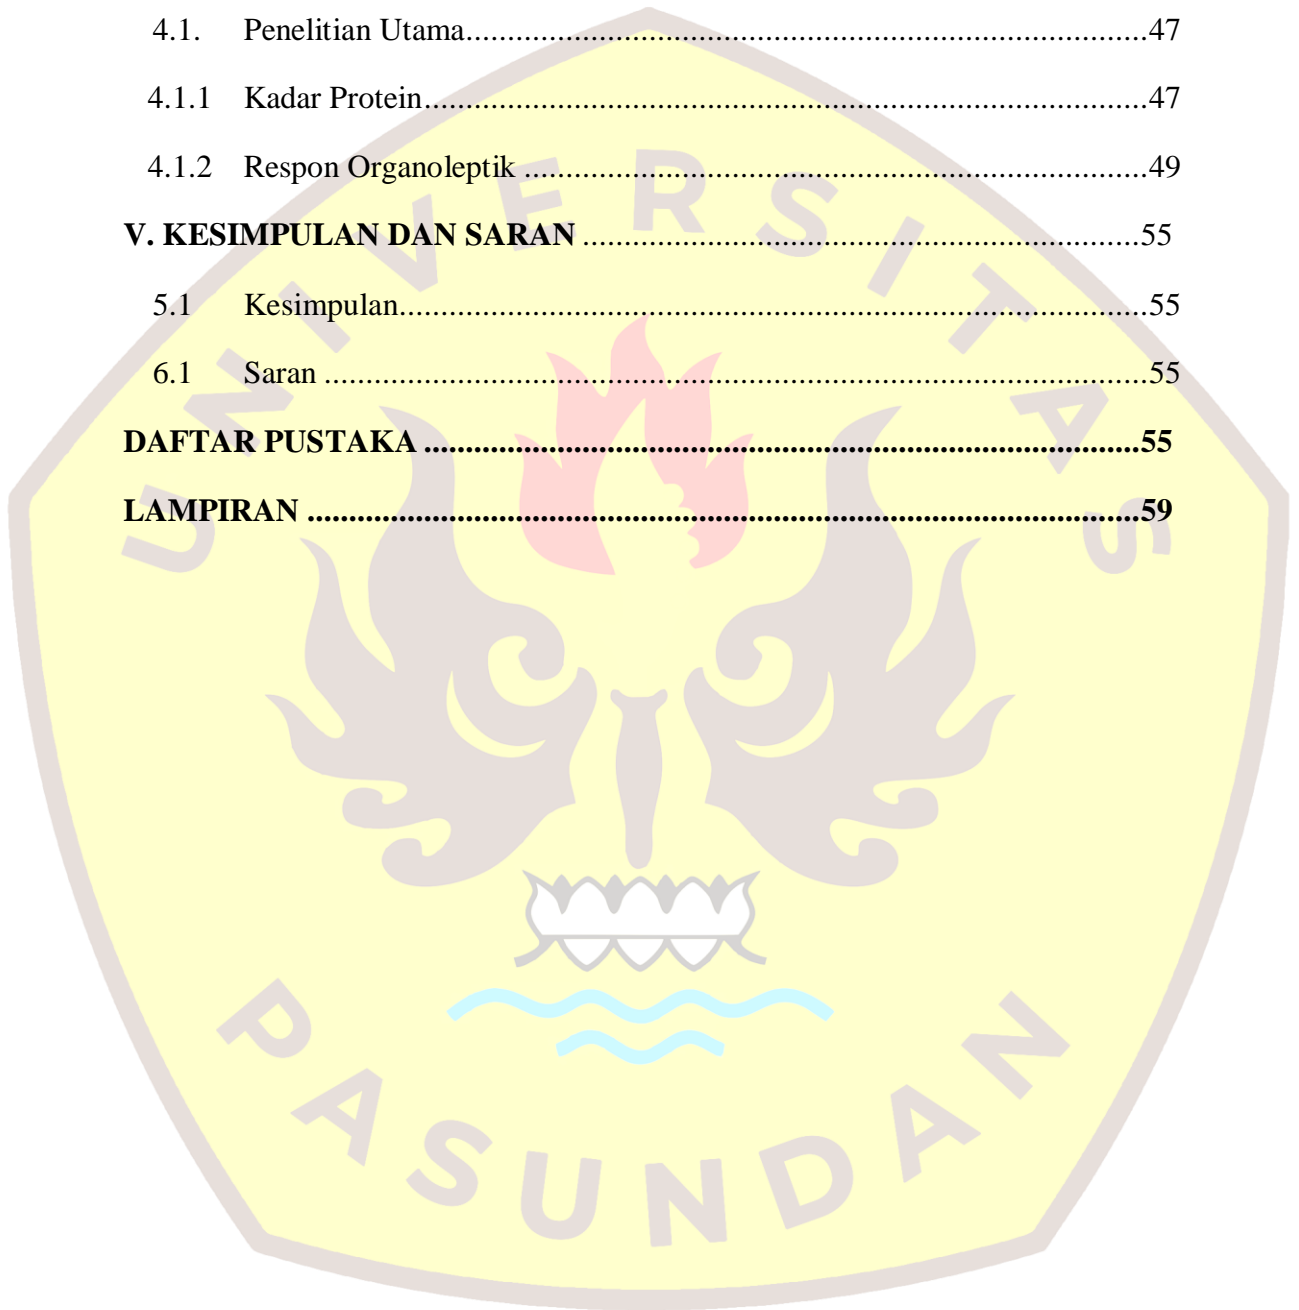 4.1. Penelitian Utama...................................................................................47
4.1.1 Kadar Protein........................................................................................47
4.1.2 Respon Organoleptik ............................................................................49
V. KESIMPULAN DAN SARAN ....................................................................55
5.1 Kesimpulan...........................................................................................55
6.1 Saran ....................................................................................................55
DAFTAR PUSTAKA .......................................................................................55
LAMPIRAN .....................................................................................................59
UNIVERSITAS
PASUNDAN